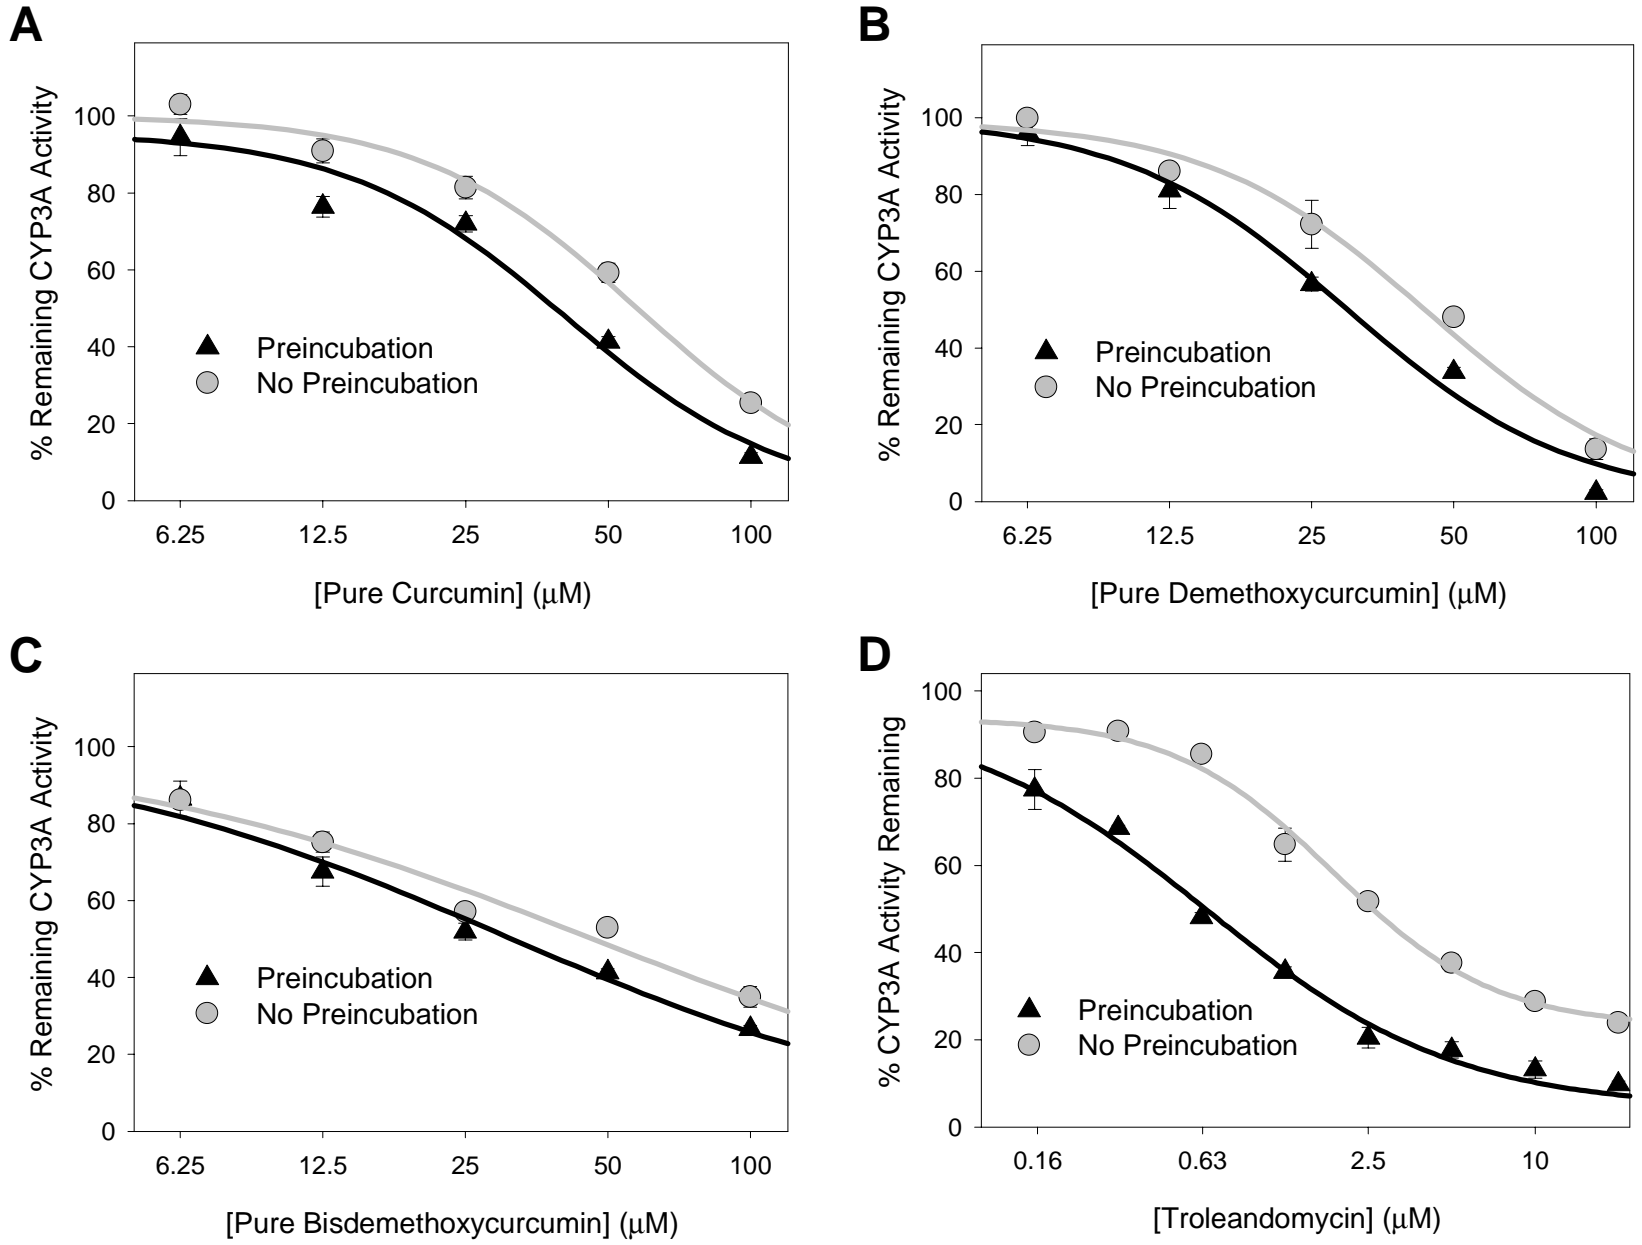 A
% Remaining CYP3A Activity
100
80
60
40
20
0
Preincubation
No Preincubation
6.25 12.5 25 50 100
[Pure Curcumin] (μM)
B
% Remaining CYP3A Activity
100
80
60
40
20
0
Preincubation
No Preincubation
6.25 12.5 25 50 100
[Pure Demethoxycurcumin] (μM)
C
% Remaining CYP3A Activity
100
80
60
40
20
0
Preincubation
No Preincubation
6.25 12.5 25 50 100
[Pure Bisdemethoxycurcumin] (μM)
D
% CYP3A Activity Remaining
100
80
60
40
20
0
Preincubation
No Preincubation
0.16 0.63 2.5 10
[Troleandomycin] (μM)